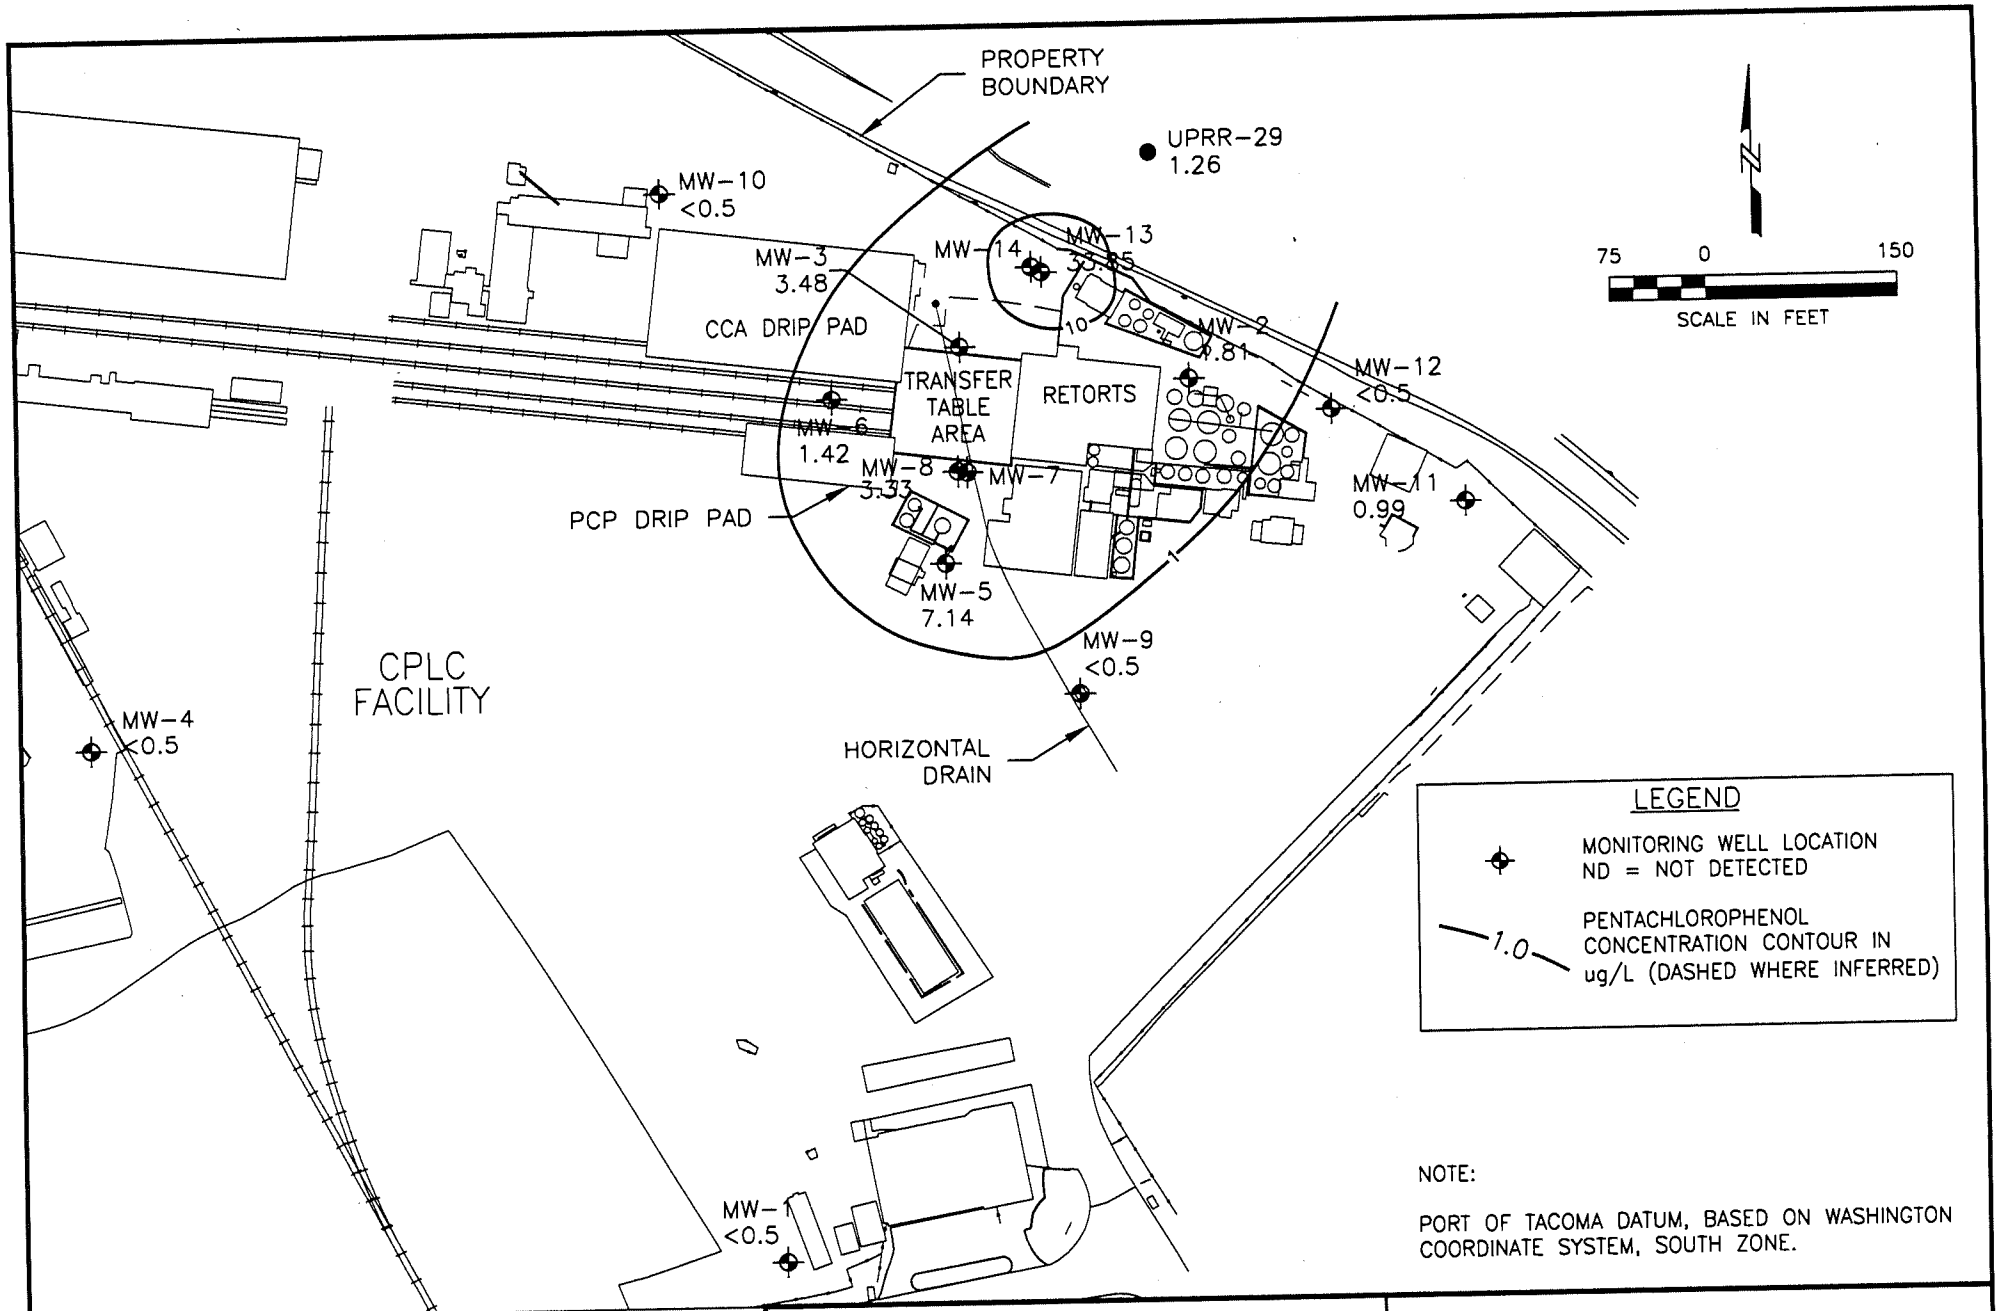 PROPERTY
BOUNDARY
UPRR-29
1.26
MW-10
<0.5
MW-14
MW-13
33.85
75 0 150
SCALE IN FEET
MW-3
3.48
CCA DRIP PAD
10
MW-2
1.81
MW-12
<0.5
TRANSFER
TABLE
AREA
RETORTS
MW-6
1.42
MW-8
3.33
MW-7
MW-11
0.99
PCP DRIP PAD
1
MW-5
7.14
MW-9
<0.5
CPLC
FACILITY
MW-4
<0.5
HORIZONTAL
DRAIN
LEGEND
MONITORING WELL LOCATION
ND = NOT DETECTED
1.0
PENTACHLOROPHENOL
CONCENTRATION CONTOUR IN
ug/L (DASHED WHERE INFERRED)
MW-1
<0.5
NOTE:
PORT OF TACOMA DATUM, BASED ON WASHINGTON
COORDINATE SYSTEM, SOUTH ZONE.
N